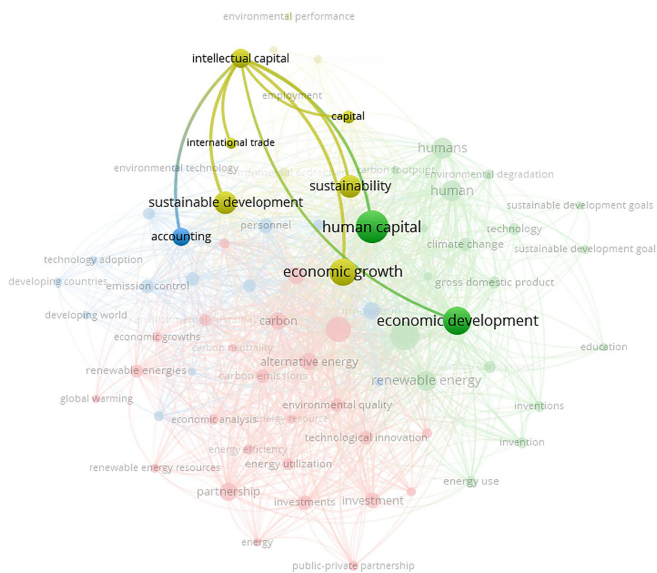 environmental performance
intellectual capital
employment
capital
international trade
humans
environmental technology
carbon footprint
environmental degradation
sustainability
human
sustainable development
sustainable development goals
human capital
personnel
technology
accounting
climate change
sustainable development goal
technology adoption
economic growth
developing countries
emission control
gross domestic product
developing world
carbon
economic development
economic growths
carbon neutrality
education
alternative energy
renewable energies
carbon emissions
renewable energy
global warming
environmental quality
inventions
economic analysis
technological innovation
invention
energy efficiency
renewable energy resources
energy utilization
energy use
partnership
investments
investment
energy
public-private partnership